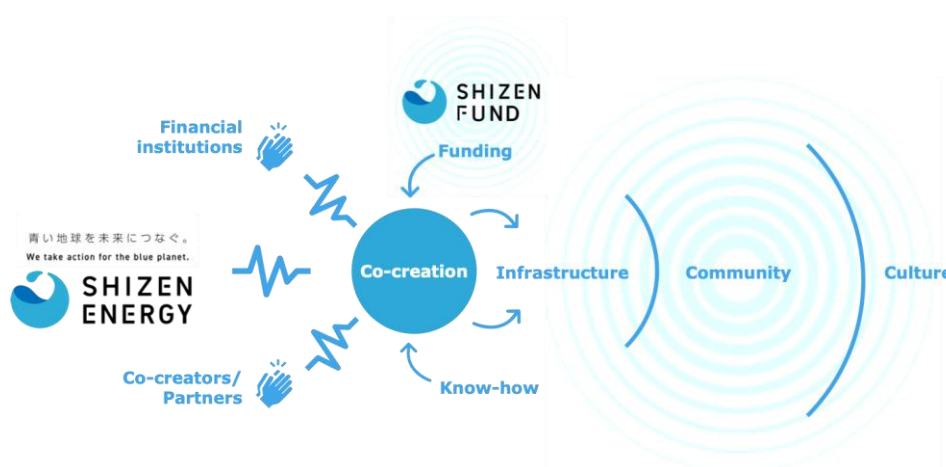 SHIZEN
FUND
Funding
Financial
institutions
青い地球を未来につなぐ。
We take action for the blue planet.
SHIZEN
ENERGY
Co-creation
Infrastructure
Community
Culture
Co-creators/
Partners
Know-how